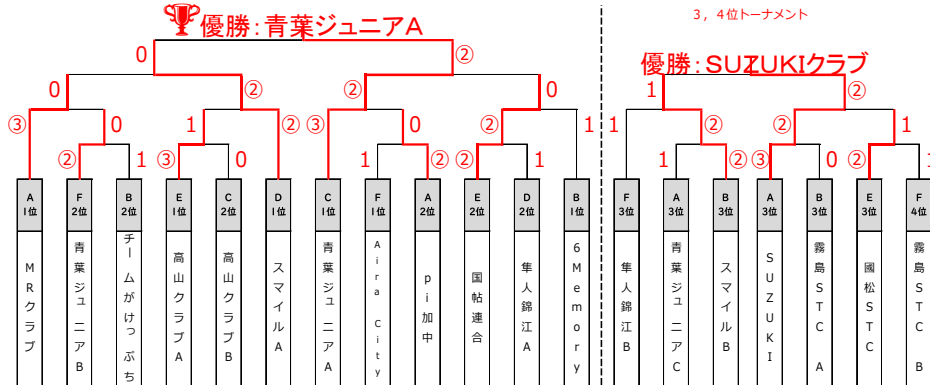 3, 4位トーナメント
優勝：青葉ジュニアA
優勝：SUZUKIクラブ
0 ②
0 ② ② 0 1 ②
③ 0 1 ② ③ 0 ② 1 1 ② ② 1
② 1 ③ 0 1 ② ② 1 1 ② ③ 0 ② 1
A 1位
F 2位
B 2位
E 1位
C 2位
D 1位
C 1位
F 1位
A 2位
E 2位
D 2位
B 1位
F 3位
A 3位
B 3位
A 3位
B 3位
E 3位
F 4位
MRクラブ
青葉ジュニアB
チームがけっぷち
高山クラブA
高山クラブB
スマイルA
青葉ジュニアA
Aira City
pi加中
国帖連合
隼人錦江A
6Memory
隼人錦江B
青葉ジュニアC
スマイルB
SUZUKI
霧島STC A
國松STC
霧島STC B